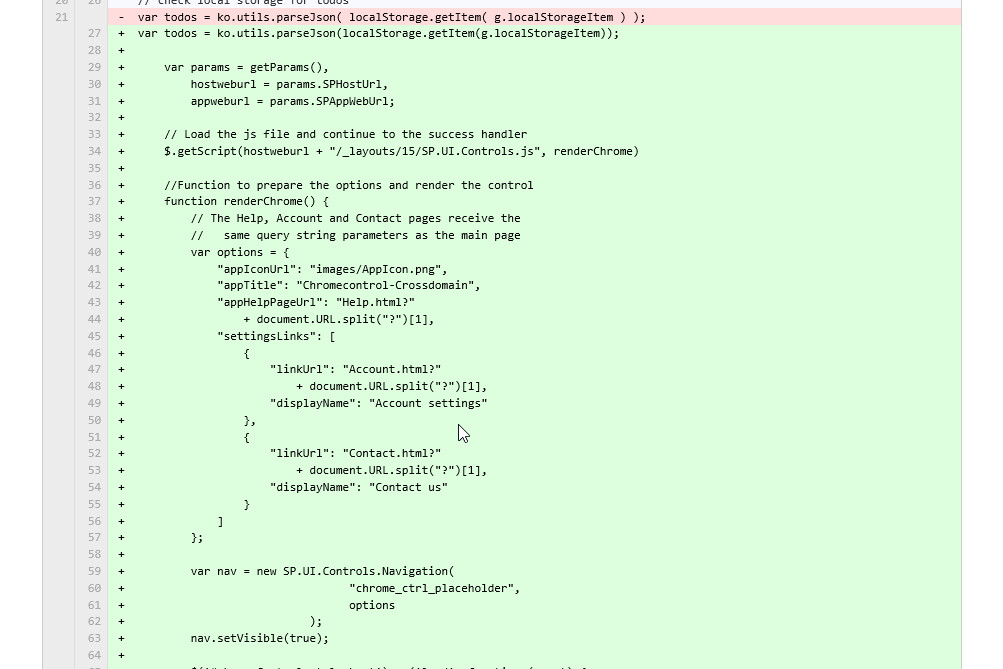 20 26 // Check local storage for todos
21 - var todos = ko.utils.parseJson( localStorage.getItem( g.localStorageItem ) );
27 + var todos = ko.utils.parseJson(localStorage.getItem(g.localStorageItem));
28 +
29 + var params = getParams(),
30 + hostweburl = params.SPHostUrl,
31 + appweburl = params.SPAppWebUrl;
32 +
33 + // Load the js file and continue to the success handler
34 + $.getScript(hostweburl + "/_layouts/15/SP.UI.Controls.js", renderChrome)
35 +
36 + //Function to prepare the options and render the control
37 + function renderChrome() {
38 + // The Help, Account and Contact pages receive the
39 + //   same query string parameters as the main page
40 + var options = {
41 + "appIconUrl": "images/AppIcon.png",
42 + "appTitle": "Chromecontrol-Crossdomain",
43 + "appHelpPageUrl": "Help.html?"
44 + + document.URL.split("?")[1],
45 + "settingsLinks": [
46 + {
47 + "linkUrl": "Account.html?"
48 + + document.URL.split("?")[1],
49 + "displayName": "Account settings"
50 + },
51 + {
52 + "linkUrl": "Contact.html?"
53 + + document.URL.split("?")[1],
54 + "displayName": "Contact us"
55 + }
56 + ]
57 + };
58 +
59 + var nav = new SP.UI.Controls.Navigation(
60 + "chrome_ctrl_placeholder",
61 + options
62 + );
63 + nav.setVisible(true);
64 +